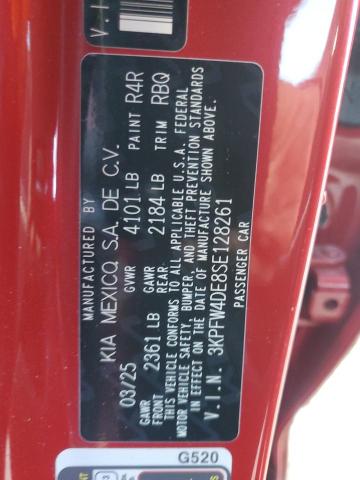 V.I
MANUFACTURED BY
KIA MEXICO, S.A. DE C.V.
03/25 GVWR 4101 LB PAINT R4R
GAWR FRONT 2361 LB GAWR REAR 2184 LB TRIM RBQ
THIS VEHICLE CONFORMS TO ALL APPLICABLE U.S.A. FEDERAL
MOTOR VEHICLE SAFETY, BUMPER, AND THEFT PREVENTION STANDARDS
IN EFFECT ON THE DATE OF MANUFACTURE SHOWN ABOVE.
V.I.N. 3KPFW4DE8SE128261
PASSENGER CAR
G520